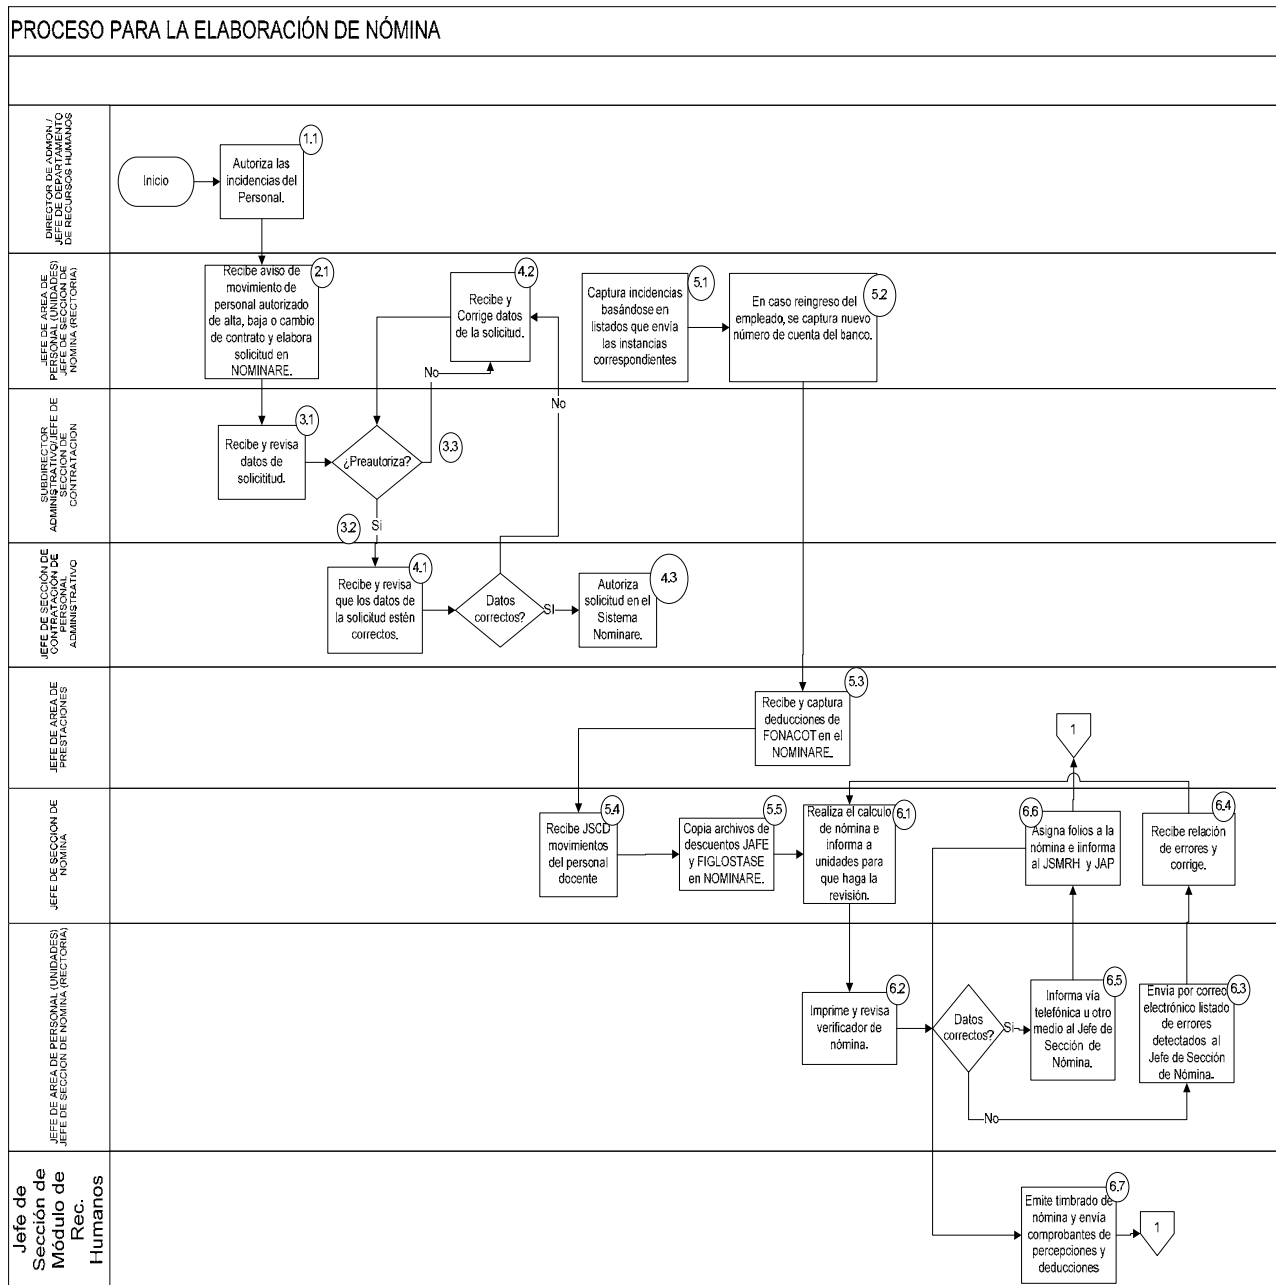 PROCESO PARA LA ELABORACIÓN DE NÓMINA
DIRECTOR DE ADMON /
JEFE DE DEPARTAMENTO
DE RECURSOS HUMANOS
Inicio
1.1
Autoriza las
incidencias del
Personal.
JEFE DE AREA DE
PERSONAL (UNIDADES)
JEFE DE SECCION DE
NOMINA (RECTORIA)
2.1
Recibe aviso de
movimiento de
personal autorizado
de alta, baja o cambio
de contrato y elabora
solicitud en
NOMINARE.
4.2
Recibe y
Corrige datos
de la solicitud.
No
5.1
Captura incidencias
basándose en
listados que envía
las instancias
correspondientes
5.2
En caso reingreso del
empleado, se captura nuevo
número de cuenta del banco.
SUBDIRECTOR
ADMINISTRATIVO/JEFE DE
SECCION DE
CONTRATACION
3.1
Recibe y revisa
datos de
solicititud.
¿Preautoriza?
3.3
No
3.2
Si
JEFE DE SECCIÓN DE
CONTRATACIÓN DE
PERSONAL
ADMINISTRATIVO
4.1
Recibe y revisa
que los datos de
la solicitud estén
correctos.
Datos
correctos?
SI
4.3
Autoriza
solicitud en el
Sistema
Nominare.
JEFE DE AREA DE
PRESTACIONES
5.3
Recibe y captura
deducciones de
FONACOT en el
NOMINARE.
1
JEFE DE SECCION DE
NOMINA
5.4
Recibe JSCD
movimientos
del personal
docente
5.5
Copia archivos de
descuentos JAFE
y FIGLOSTASE
en NOMINARE.
6.1
Realiza el calculo
de nómina e
informa a
unidades para
que haga la
revisión.
6.6
Asigna folios a la
nómina e iinforma
al JSMRH y JAP
6.4
Recibe relación
de errores y
corrige.
JEFE DE AREA DE PERSONAL (UNIDADES)
JEFE DE SECCION DE NOMINA (RECTORIA)
6.2
Imprime y revisa
verificador de
nómina.
Datos
correctos?
Si
6.5
Informa vía
telefónica u otro
medio al Jefe de
Sección de
Nómina.
6.3
Envía por correo
electrónico listado
de errores
detectados al
Jefe de Sección
de Nómina.
No
Jefe de
Sección de
Módulo de
Rec.
Humanos
6.7
Emite timbrado de
nómina y envía
comprobantes de
percepciones y
deducciones
1